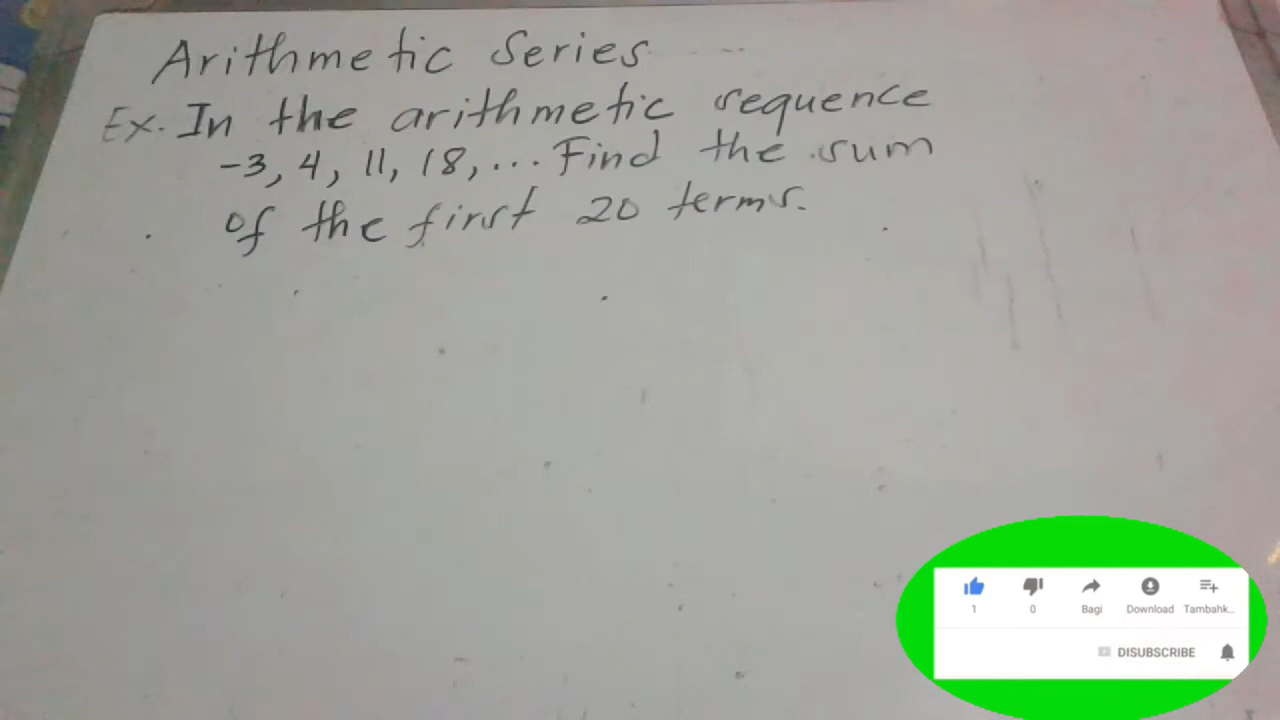 Arithmetic Series
Ex. In the arithmetic sequence
-3, 4, 11, 18, ... Find the sum
of the first 20 terms.
1 0 Bagi Download Tambahk...
DISUBSCRIBE